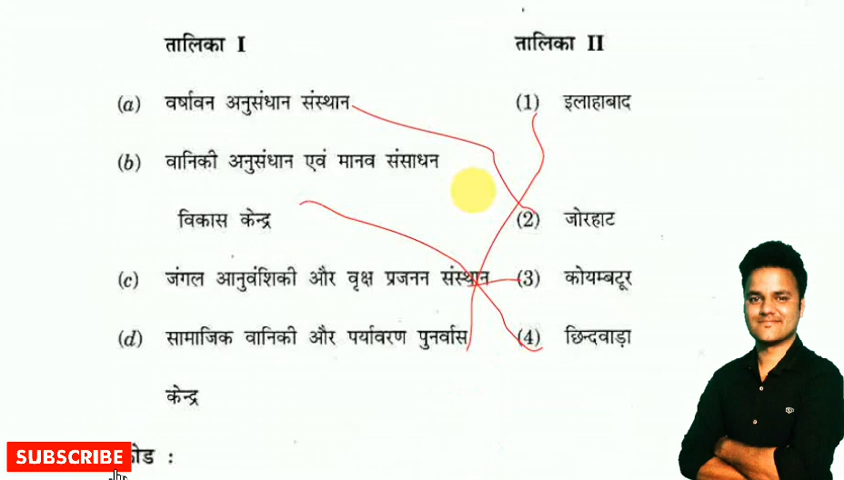 तालिका I तालिका II
(a) वर्षावन अनुसंधान संस्थान (1) इलाहाबाद
(b) वानिकी अनुसंधान एवं मानव संसाधन
विकास केन्द्र (2) जोरहाट
(c) जंगल आनुवंशिकी और वृक्ष प्रजनन संस्थान (3) कोयम्बटूर
(d) सामाजिक वानिकी और पर्यावरण पुनर्वास (4) छिन्दवाड़ा
केन्द्र
SUBSCRIBE :